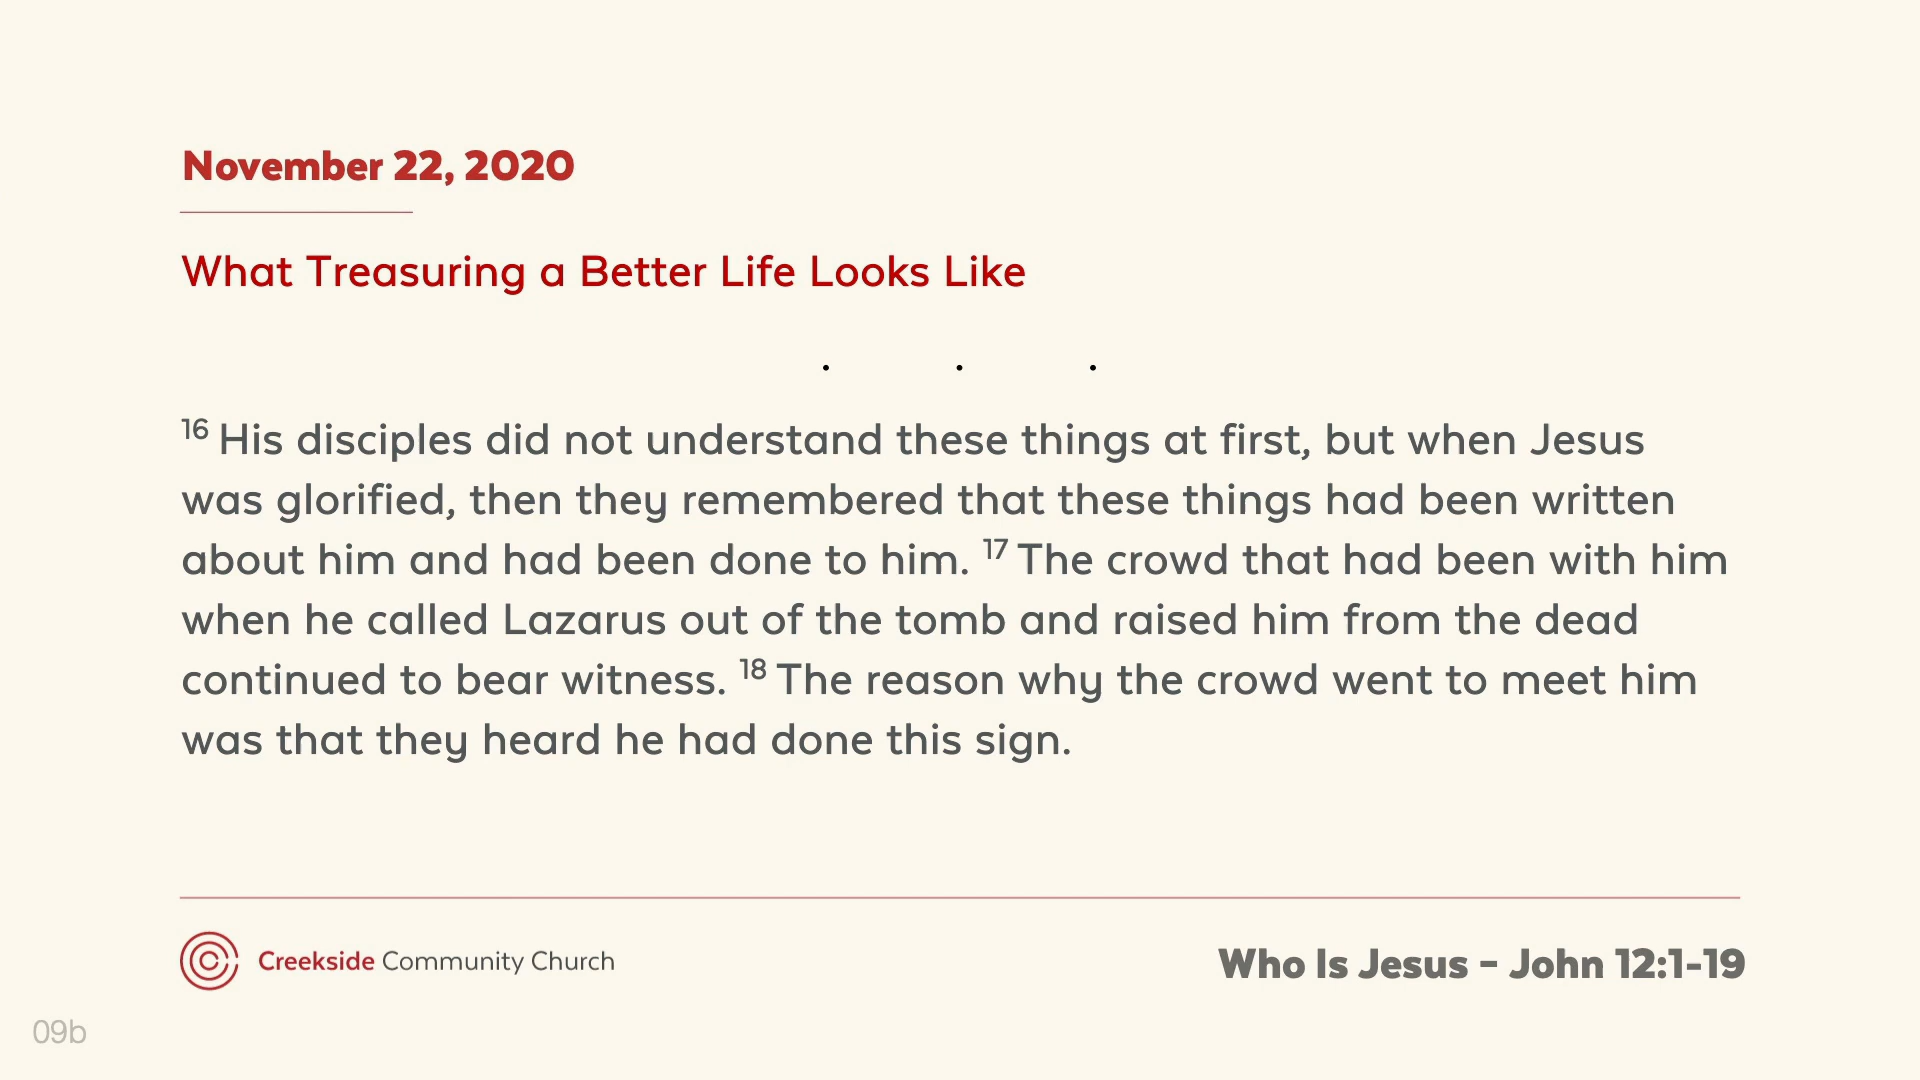 November 22, 2020
What Treasuring a Better Life Looks Like
. . .
16 His disciples did not understand these things at first, but when Jesus
was glorified, then they remembered that these things had been written
about him and had been done to him. 17 The crowd that had been with him
when he called Lazarus out of the tomb and raised him from the dead
continued to bear witness. 18 The reason why the crowd went to meet him
was that they heard he had done this sign.
Creekside Community Church
Who Is Jesus – John 12:1-19
09b